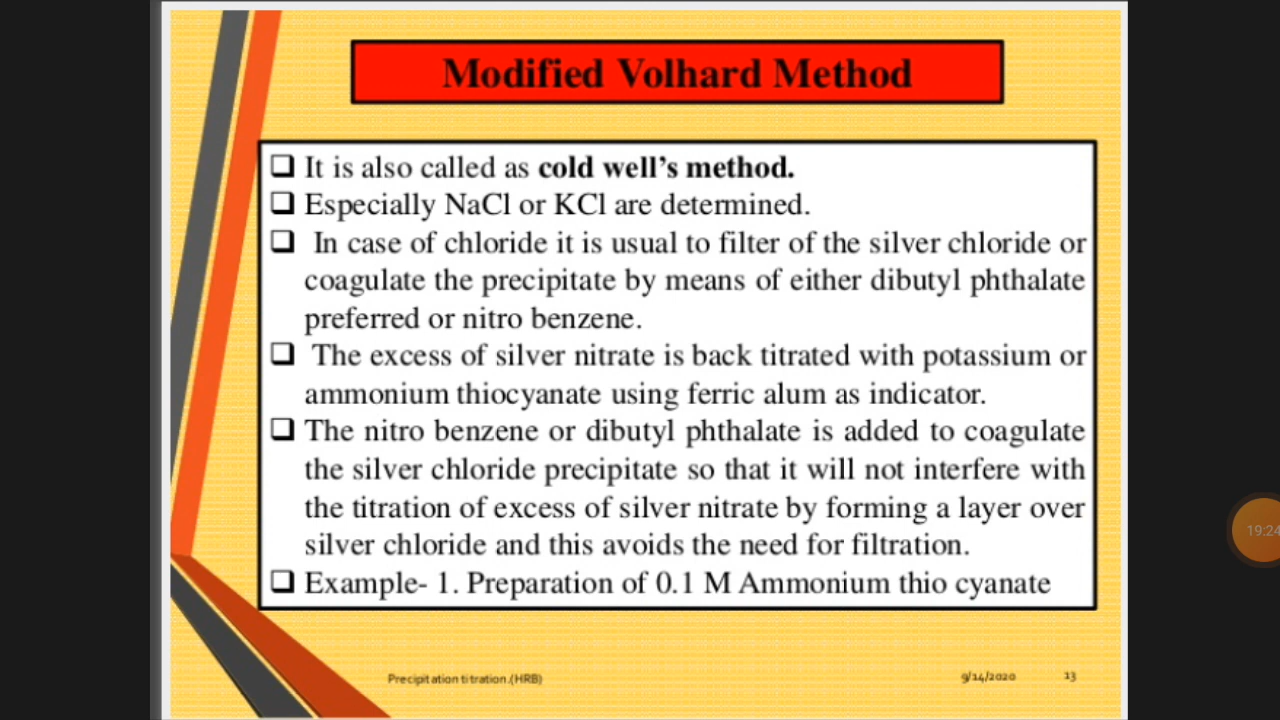 Modified Volhard Method
❑ It is also called as cold well's method.
❑ Especially NaCl or KCl are determined.
❑ In case of chloride it is usual to filter of the silver chloride or
coagulate the precipitate by means of either dibutyl phthalate
preferred or nitro benzene.
❑ The excess of silver nitrate is back titrated with potassium or
ammonium thiocyanate using ferric alum as indicator.
❑ The nitro benzene or dibutyl phthalate is added to coagulate
the silver chloride precipitate so that it will not interfere with
the titration of excess of silver nitrate by forming a layer over
silver chloride and this avoids the need for filtration.
❑ Example- 1. Preparation of 0.1 M Ammonium thio cyanate
19:24
Precipitation titration.(HRB)
9/14/2020
13